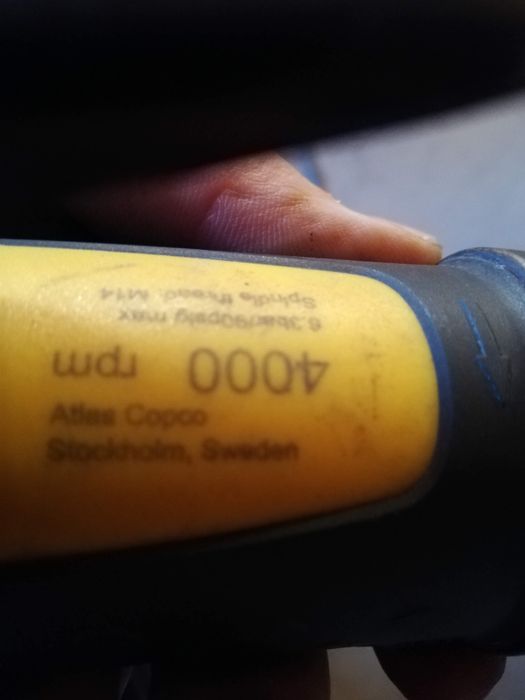 4000 rpm
6.3bar/90psig max
Spindle thread: M14
Atlas Copco
Stockholm, Sweden